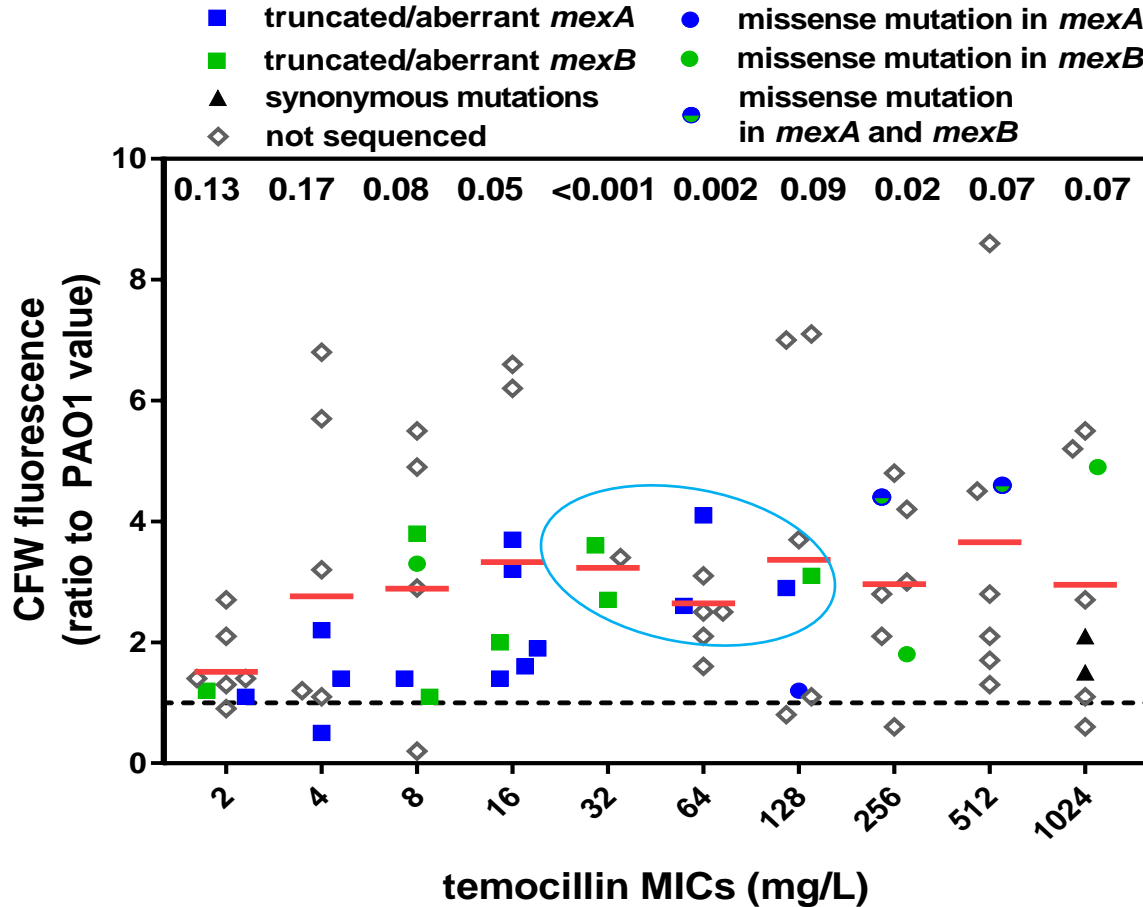 truncated/aberrant mexA
truncated/aberrant mexB
synonymous mutations
not sequenced
missense mutation in mexA
missense mutation in mexB
missense mutation
in mexA and mexB
10
8
6
4
2
0
0.13 0.17 0.08 0.05 <0.001 0.002 0.09 0.02 0.07 0.07
CFW fluorescence
(ratio to PAO1 value)
2 4 8 16 32 64 128 256 512 1024
temocillin MICs (mg/L)